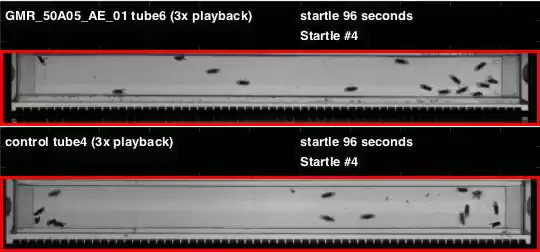 GMR_50A05_AE_01 tube6 (3x playback) startle 96 seconds
Startle #4
control tube4 (3x playback) startle 96 seconds
Startle #4